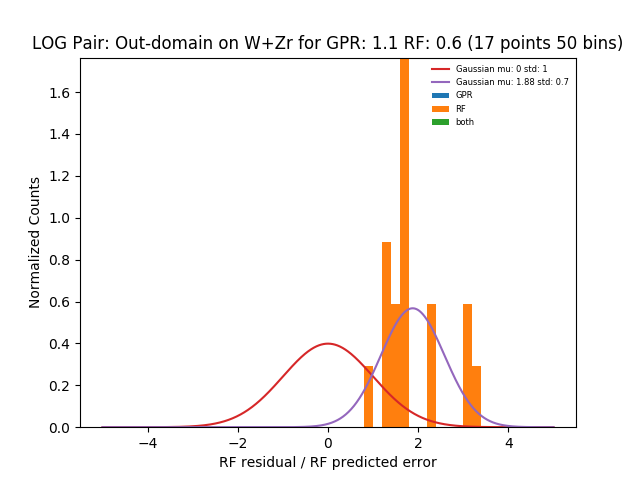 LOG Pair: Out-domain on W+Zr for GPR: 1.1 RF: 0.6 (17 points 50 bins)
Gaussian mu: 0 std: 1
Gaussian mu: 1.88 std: 0.7
GPR
RF
both
Normalized Counts
1.6
1.4
1.2
1.0
0.8
0.6
0.4
0.2
0.0
−4
−2
0
2
4
RF residual / RF predicted error